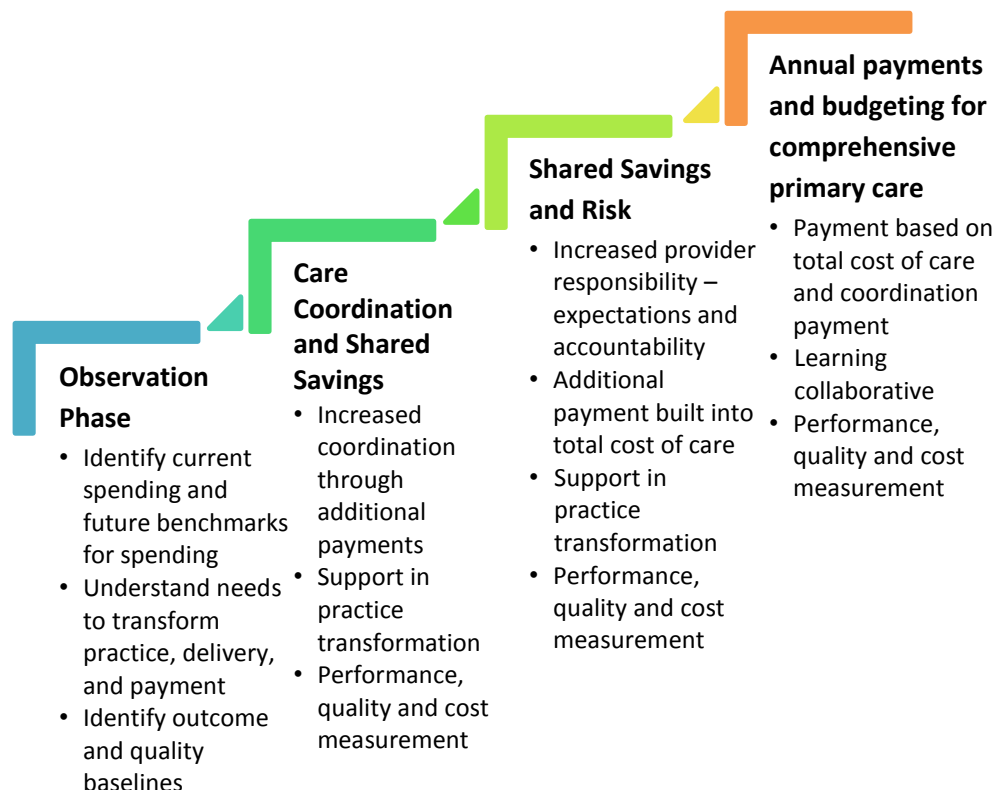 Observation
Phase
• Identify current
spending and
future benchmarks
for spending
• Understand needs
to transform
practice, delivery,
and payment
• Identify outcome
and quality
baselines
Care
Coordination
and Shared
Savings
• Increased
coordination
through
additional
payments
• Support in
practice
transformation
• Performance,
quality and cost
measurement
Shared Savings
and Risk
• Increased provider
responsibility –
expectations and
accountability
• Additional
payment built into
total cost of care
• Support in
practice
transformation
• Performance,
quality and cost
measurement
Annual payments
and budgeting for
comprehensive
primary care
• Payment based on
total cost of care
and coordination
payment
• Learning
collaborative
• Performance,
quality and cost
measurement